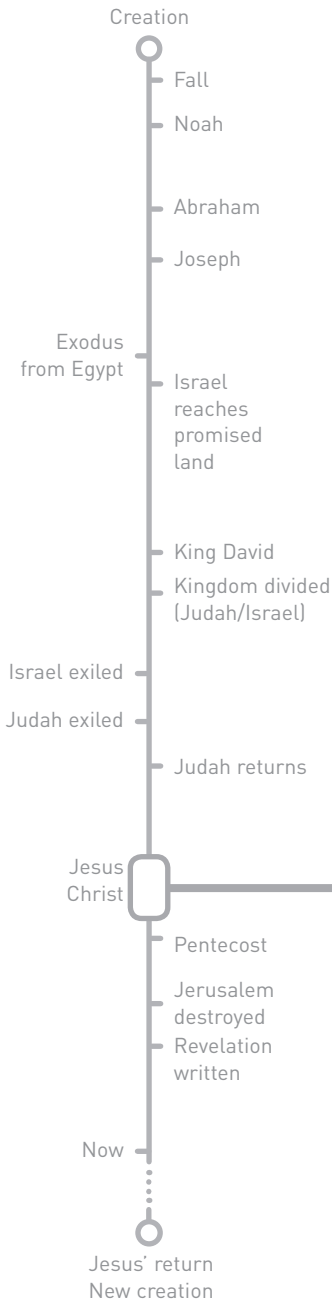 Creation
Fall
Noah
Abraham
Joseph
Exodus
from Egypt
Israel
reaches
promised
land
King David
Kingdom divided
(Judah/Israel)
Israel exiled
Judah exiled
Judah returns
Jesus
Christ
Pentecost
Jerusalem
destroyed
Revelation
written
Now
Jesus’ return
New creation